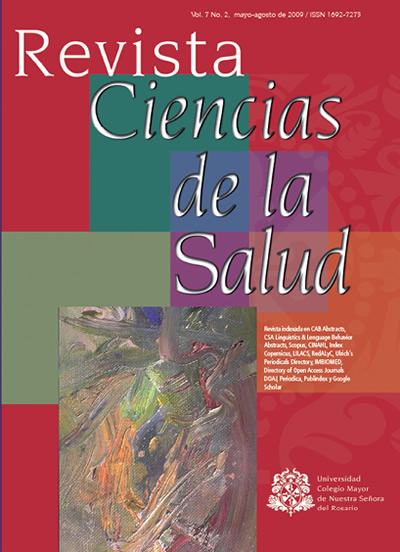 Vol. 7 No. 2, mayo-agosto de 2009 / ISSN 1692-7273
Revista
Ciencias
de la
Salud
Revista indexada en CAB Abstracts,
CSA Linguistics & Lenguage Behavior
Abstracts, Scopus, CINAHL, Index
Copernicus, LILACS, RedALyC, Ulrich's
Periodicals Directory, IMBIOMED,
Directory of Open Access Journals
DOAJ, Periodica, Publindex y Google
Scholar
Universidad
Colegio Mayor
de Nuestra Señora
del Rosario